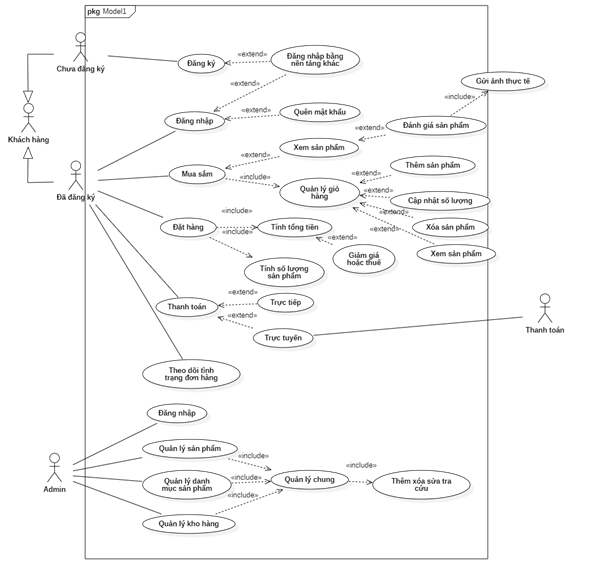 pkg Model1
Chưa đăng ký
Đăng ký
«extend»
Đăng nhập bằng
nền tảng khác
Gửi ảnh thực tế
«extend»
«include»
Khách hàng
Đăng nhập
«extend»
Quên mật khẩu
Đánh giá sản phẩm
«extend»
Xem sản phẩm
«extend»
Đã đăng ký
Mua sắm
«include»
Quản lý giỏ
hàng
«extend»
Thêm sản phẩm
«extend»
Cập nhật số lượng
«extend»
Xóa sản phẩm
«extend»
Xem sản phẩm
Đặt hàng
«include»
Tính tổng tiền
«include»
«extend»
Giảm giá
hoặc thuế
Tính số lượng
sản phẩm
Thanh toán
«extend»
Trực tiếp
«extend»
Trực tuyến
Thanh toán
Theo dõi tình
trạng đơn hàng
Đăng nhập
Admin
Quản lý sản phẩm
«include»
Quản lý danh
mục sản phẩm
«include»
Quản lý chung
«include»
Thêm xóa sửa tra
cứu
«include»
Quản lý kho hàng